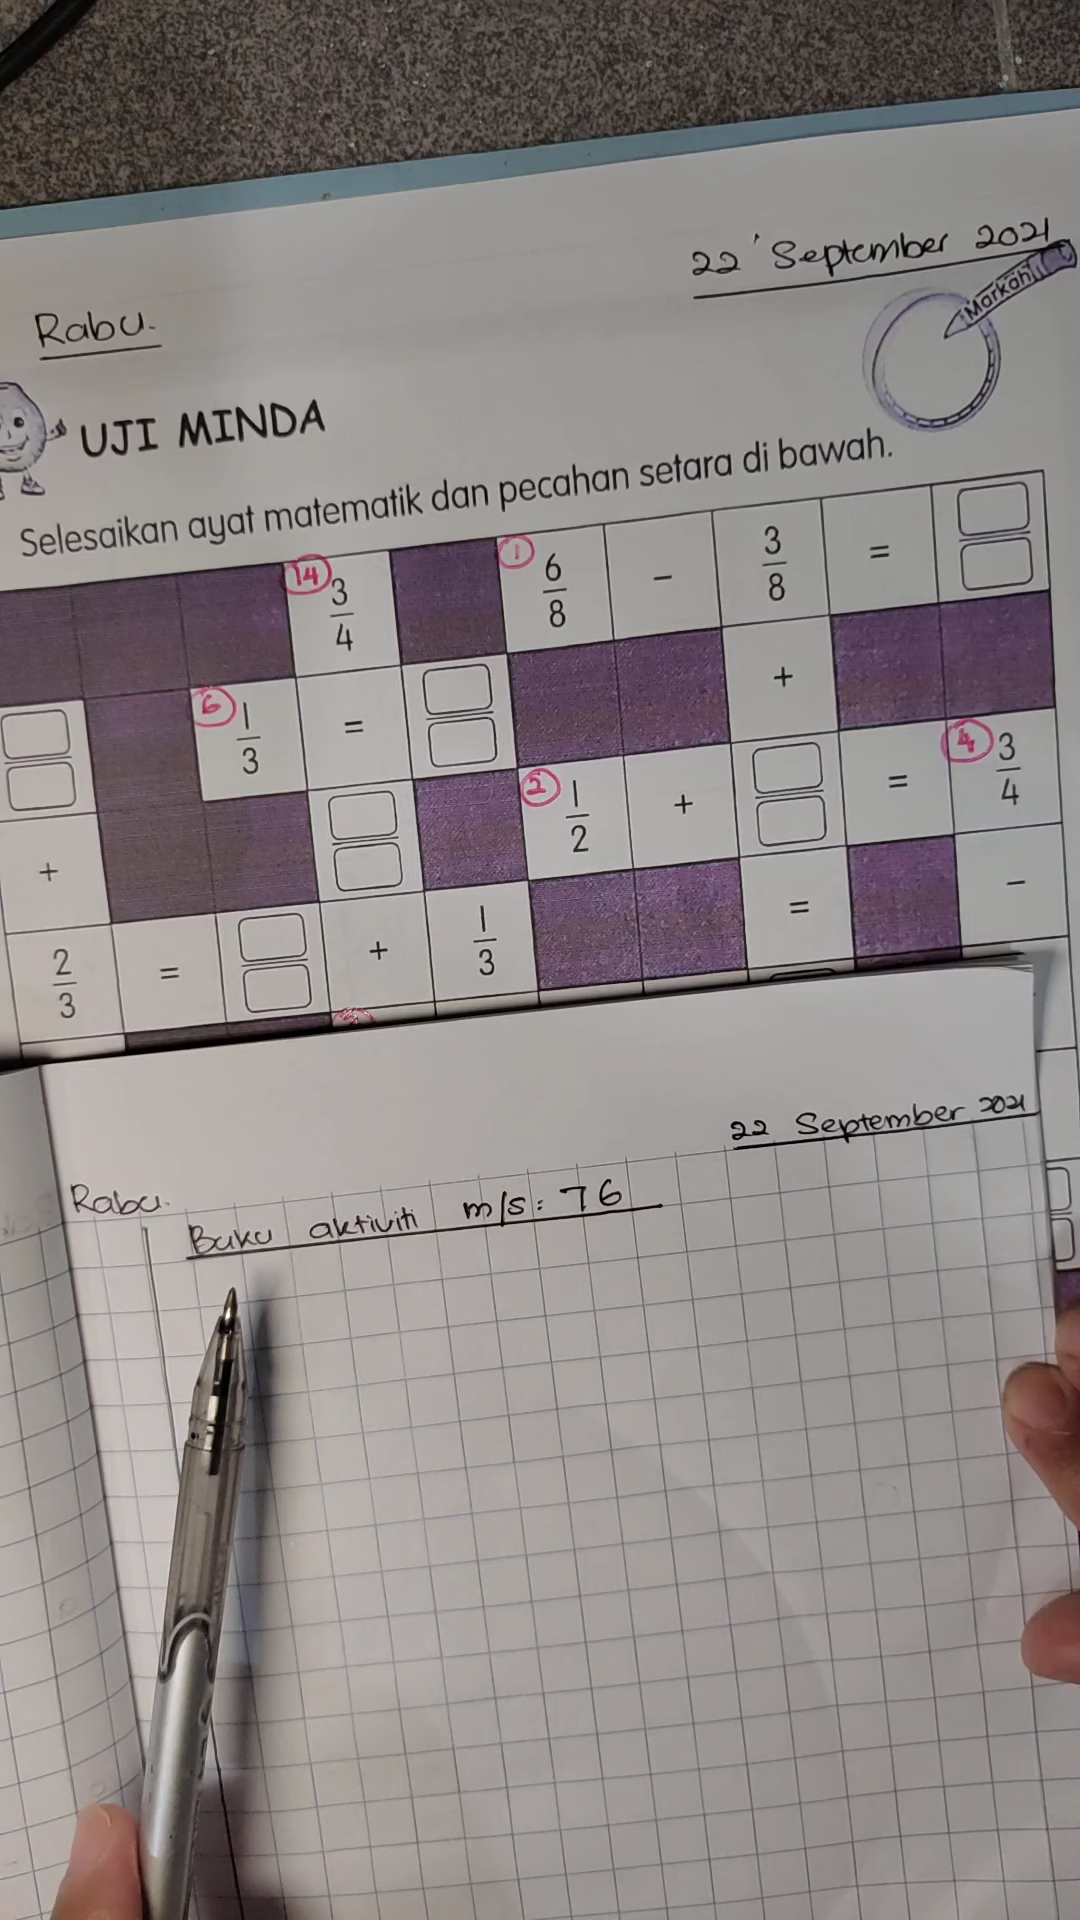 22 September 2021
Markah
Rabu.
UJI MINDA
Selesaikan ayat matematik dan pecahan setara di bawah.
14 3/4 1 6/8 - 3/8 =
6 1/3 = +
2 1/2 + = 4 3/4
+ = -
2/3 = + 1/3
22 September 2021
Rabu.
Buku aktiviti m/s: 76